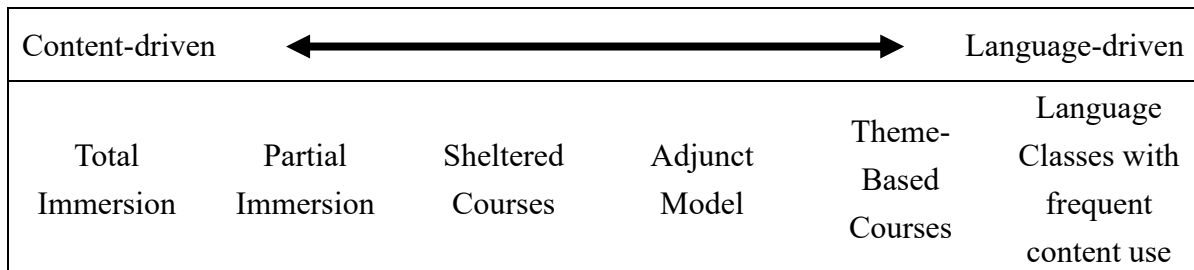 Content-driven
Language-driven
Total
Immersion
Partial
Immersion
Sheltered
Courses
Adjunct
Model
Theme-
Based
Courses
Language
Classes with
frequent
content use